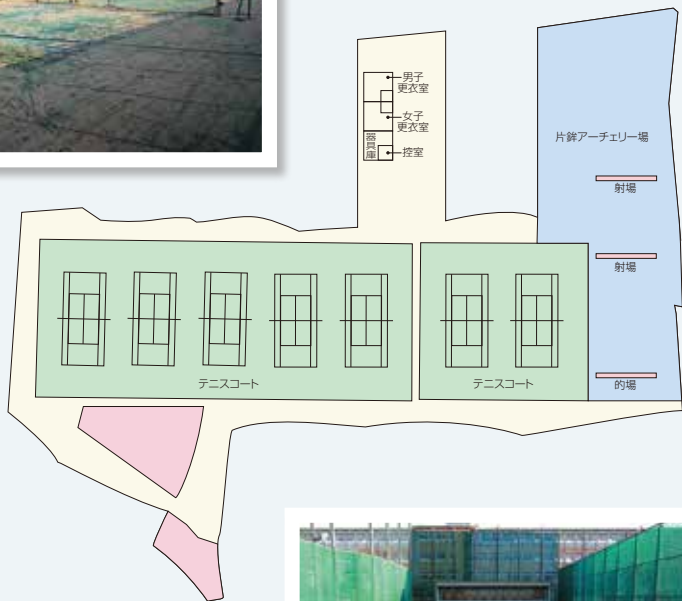 男子
更衣室
女子
更衣室
器具庫
控室
片鉾アーチェリー場
射場
射場
的場
テニスコート
テニスコート